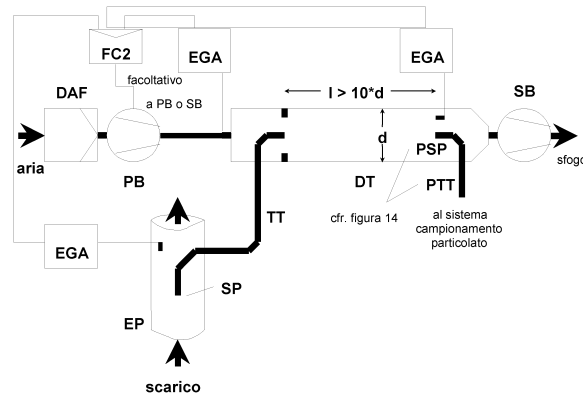 FC2
EGA
EGA
facoltativo
DAF
l > 10*d
SB
a PB o SB
d
PSP
aria
sfogo
PB
DT
PTT
TT
cfr. figura 14
al sistema
campionamento
particolato
EGA
SP
EP
scarico